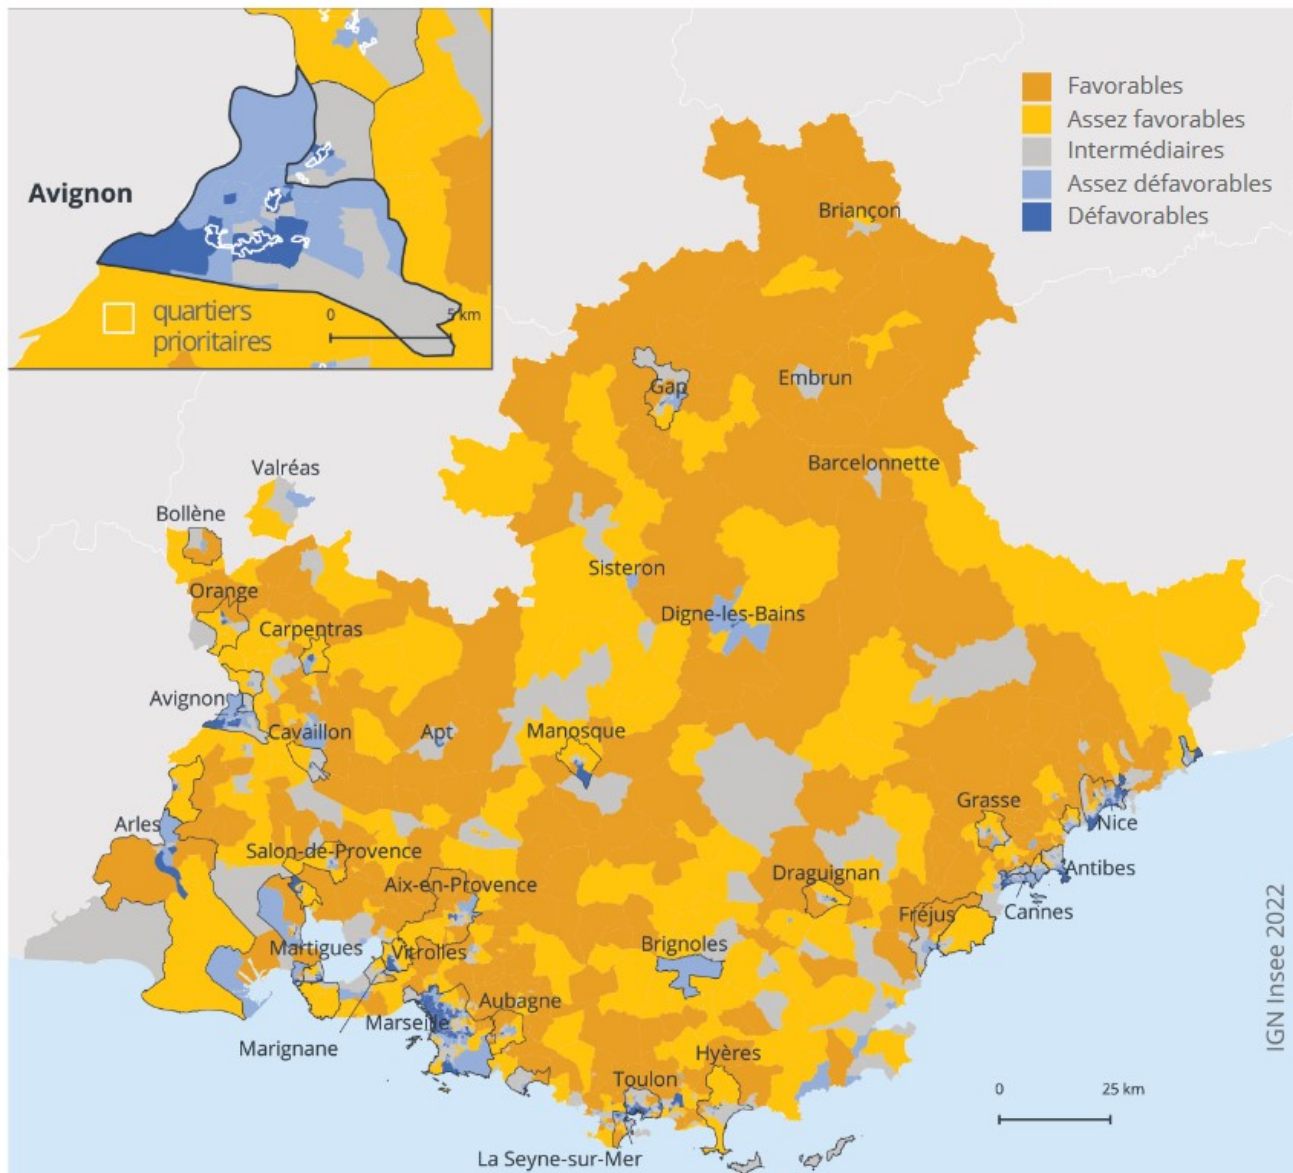 Favorables
Assez favorables
Intermédiaires
Assez défavorables
Défavorables
Avignon
quartiers
prioritaires
0
5 km
Briançon
Gap
Embrun
Barcelonnette
Valréas
Bollène
Sisteron
Orange
Digne-les-Bains
Carpentras
Avignon
Cavaillon
Apt
Manosque
Grasse
Nice
Arles
Salon-de-Provence
Aix-en-Provence
Draguignan
Antibes
Fréjus
Cannes
Martigues
Vitrolles
Brignoles
Aubagne
Marseille
Marignane
Hyères
Toulon
0
25 km
La Seyne-sur-Mer
IGN Insee 2022